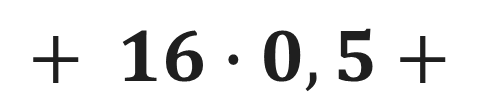 + 16 · 0, 5 +